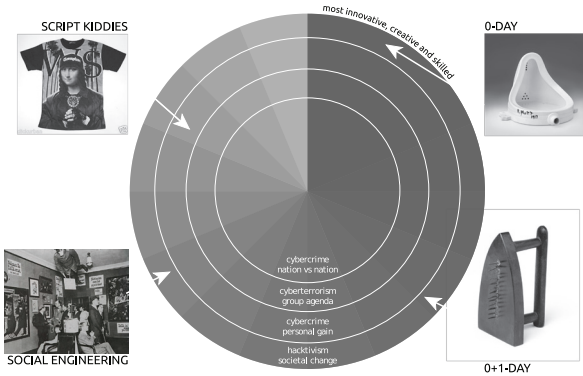 SCRIPT KIDDIES
most innovative, creative and skilled
0-DAY
cybercrime
nation vs nation
cyberterrorism
group agenda
cybercrime
personal gain
hacktivism
societal change
SOCIAL ENGINEERING
0+1-DAY